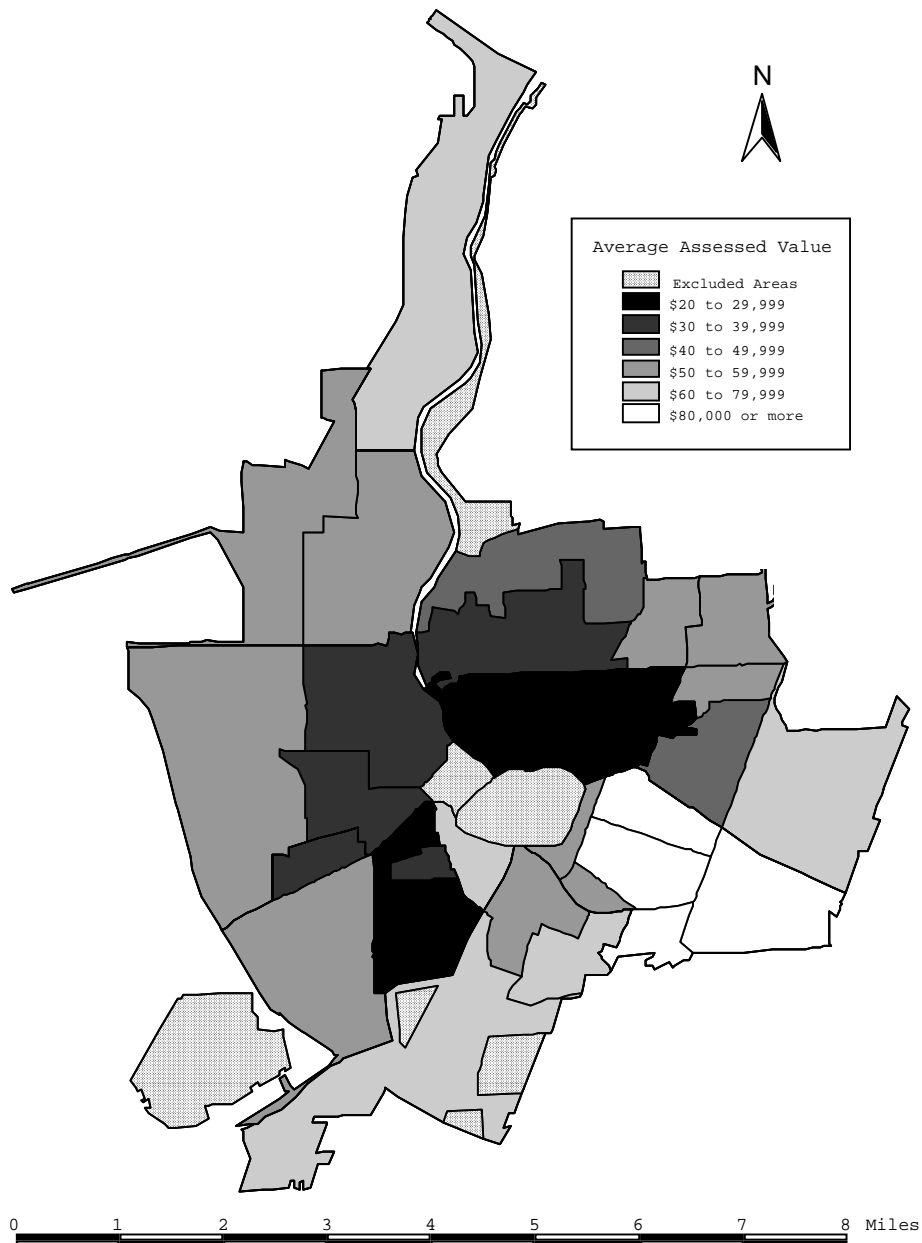 N
Average Assessed Value
Excluded Areas
$20 to 29,999
$30 to 39,999
$40 to 49,999
$50 to 59,999
$60 to 79,999
$80,000 or more
0 1 2 3 4 5 6 7 8 Miles